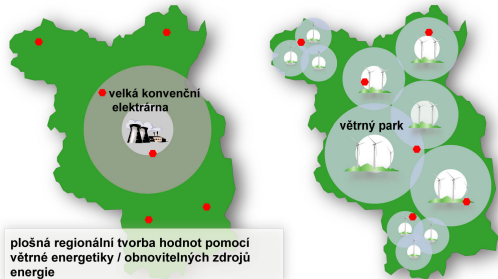 velká konvenční
elektrárna
větrný park
plošná regionální tvorba hodnot pomocí
větrné energetiky / obnovitelných zdrojů
energie